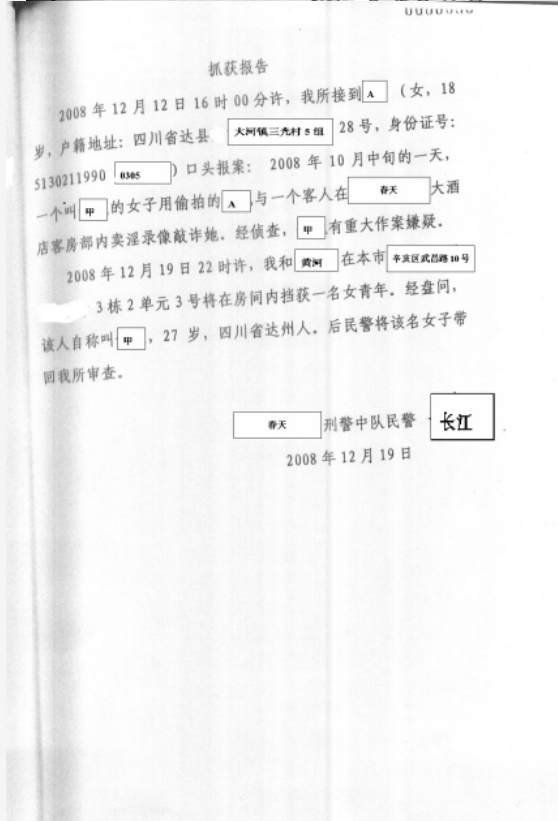 抓获报告
2008 年 12 月 12 日 16 时 00 分许，我所接到 A （女，18
岁，户籍地址：四川省达县 大河镇三尧村 5 组 28 号，身份证号：
5130211990 0305 ）口头报案： 2008 年 10 月中旬的一天，
一个叫 甲 的女子用偷拍的 A 与一个客人在 春天 大酒
店客房部内卖淫录像敲诈她。经侦查， 甲 有重大作案嫌疑。
2008 年 12 月 19 日 22 时许，我和 黄河 在本市 辛亥区武昌路 10 号
3 栋 2 单元 3 号将在房间内挡获一名女青年。经盘问，
该人自称叫 甲 ，27 岁，四川省达州人。后民警将该名女子带
回我所审查。
春天 刑警中队民警 长江
2008 年 12 月 19 日